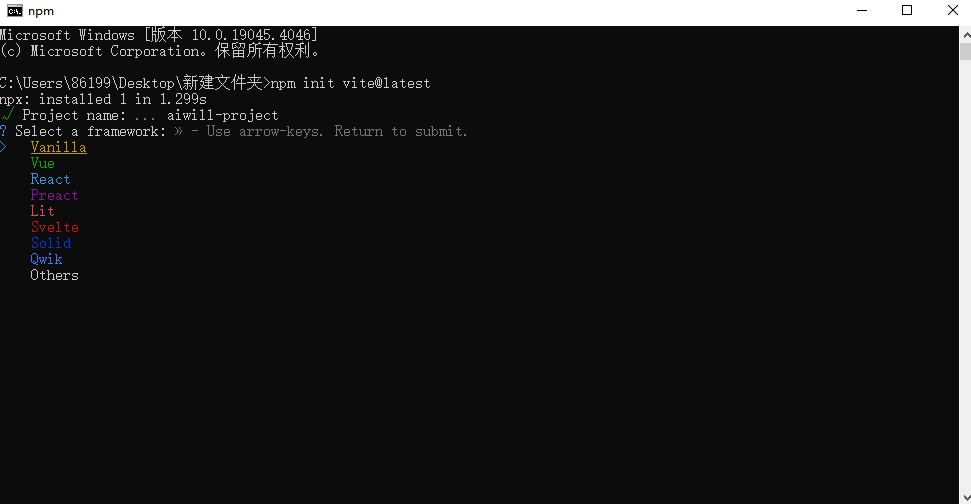 npm
Microsoft Windows [版本 10.0.19045.4046]
(c) Microsoft Corporation。保留所有权利。
C:\Users\86199\Desktop\新建文件夹>npm init vite@latest
npx: installed 1 in 1.299s
√ Project name: ... aiwill-project
? Select a framework: » - Use arrow-keys. Return to submit.
> Vanilla
Vue
React
Preact
Lit
Svelte
Solid
Qwik
Others